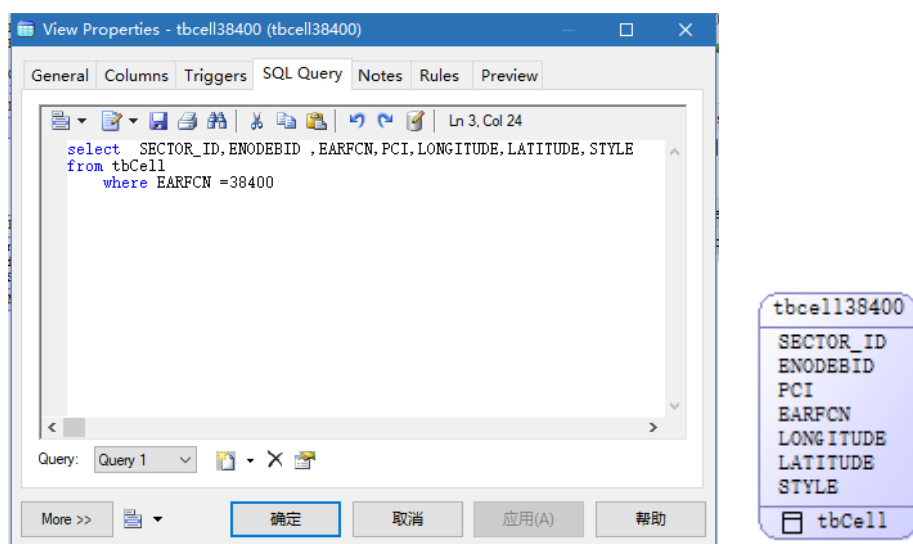 View Properties - tbcell38400 (tbcell38400)
General Columns Triggers SQL Query Notes Rules Preview
Ln 3, Col 24
select SECTOR_ID,ENODEBID ,EARFCN,PCI,LONGITUDE,LATITUDE,STYLE
from tbCell
where EARFCN =38400
Query: Query 1
More >> 确定 取消 应用(A) 帮助
tbcell38400
SECTOR_ID
ENODEBID
PCI
EARFCN
LONGITUDE
LATITUDE
STYLE
tbCell